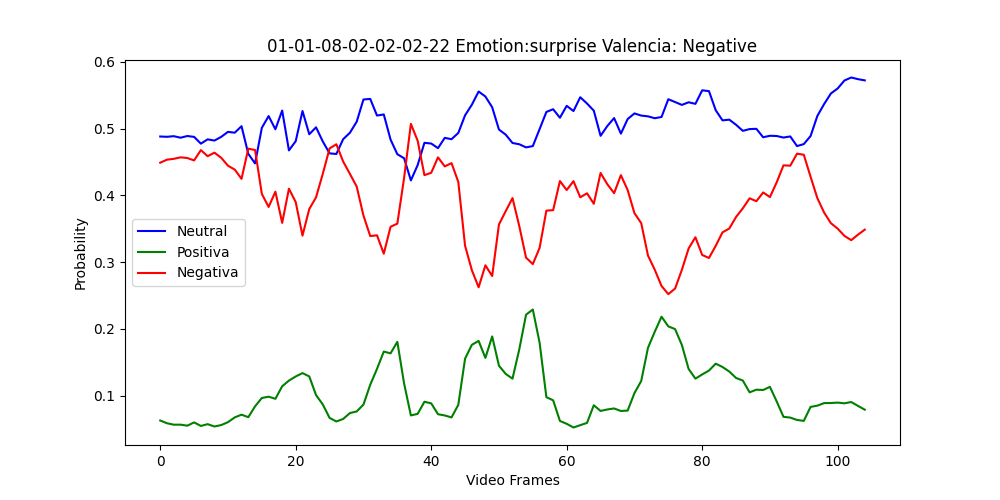 01-01-08-02-02-02-22 Emotion:surprise Valencia: Negative
0.6
0.5
0.4
0.3
0.2
0.1
Probability
Neutral
Positiva
Negativa
0 20 40 60 80 100
Video Frames